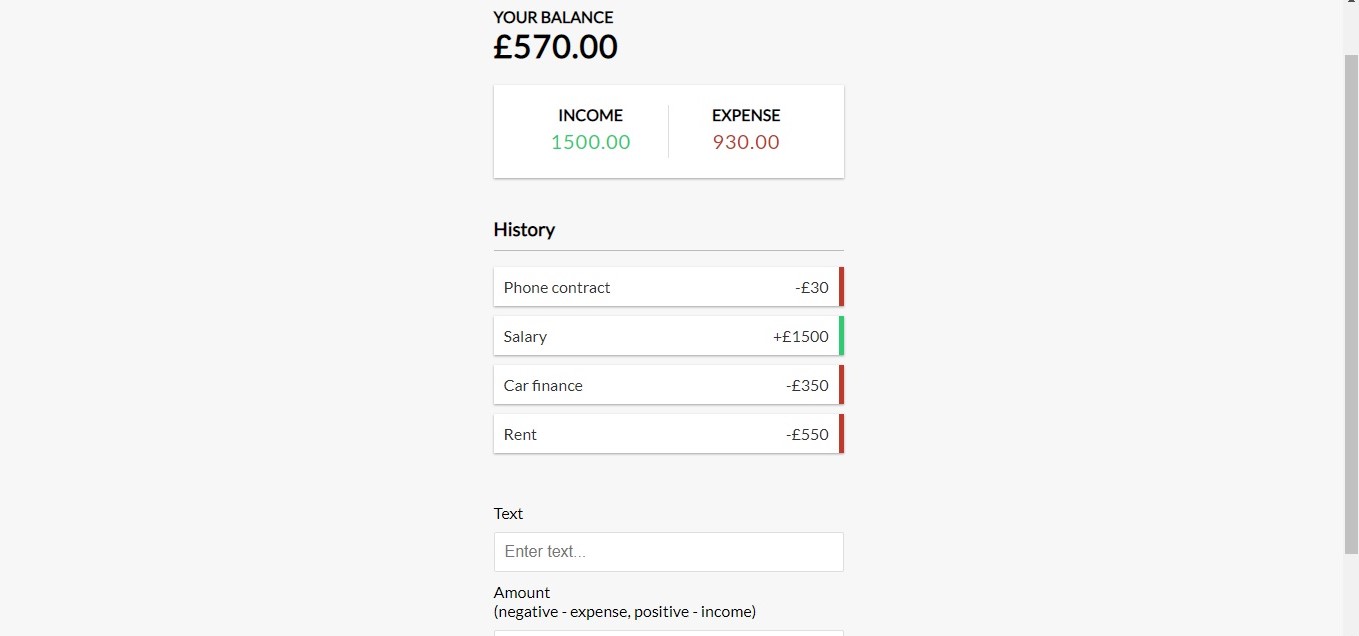 YOUR BALANCE
£570.00
INCOME
1500.00
EXPENSE
930.00
History
Phone contract -£30
Salary +£1500
Car finance -£350
Rent -£550
Text
Enter text...
Amount
(negative - expense, positive - income)